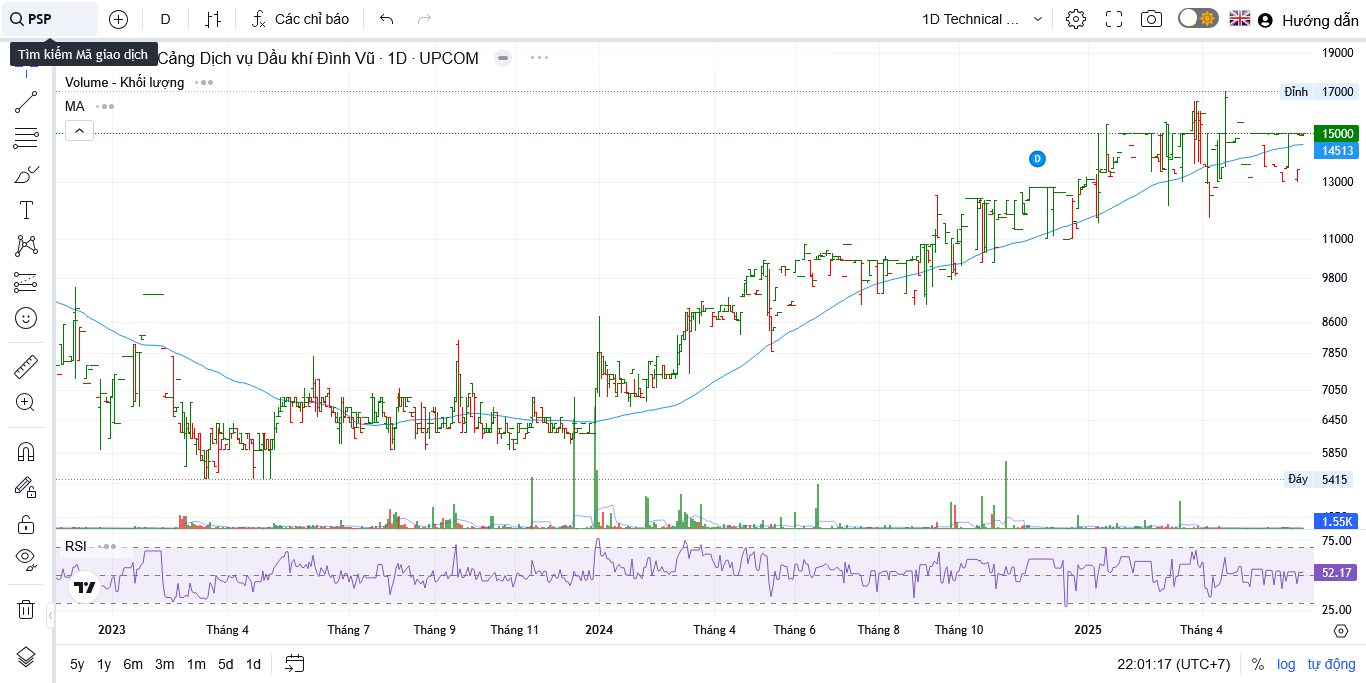 PSP D Các chỉ báo 1D Technical ... Hướng dẫn
Tìm kiếm Mã giao dịch
Cảng Dịch vụ Dầu khí Đình Vũ · 1D · UPCOM
Volume - Khối lượng
MA
19000
Đỉnh 17000
15000
14513
D
13000
11000
9800
8600
7850
7050
6450
5850
Đáy 5415
1.55K
RSI
75.00
52.17
25.00
2023 Tháng 4 Tháng 7 Tháng 9 Tháng 11 2024 Tháng 4 Tháng 6 Tháng 8 Tháng 10 2025 Tháng 4
5y 1y 6m 3m 1m 5d 1d 22:01:17 (UTC+7) % log tự động